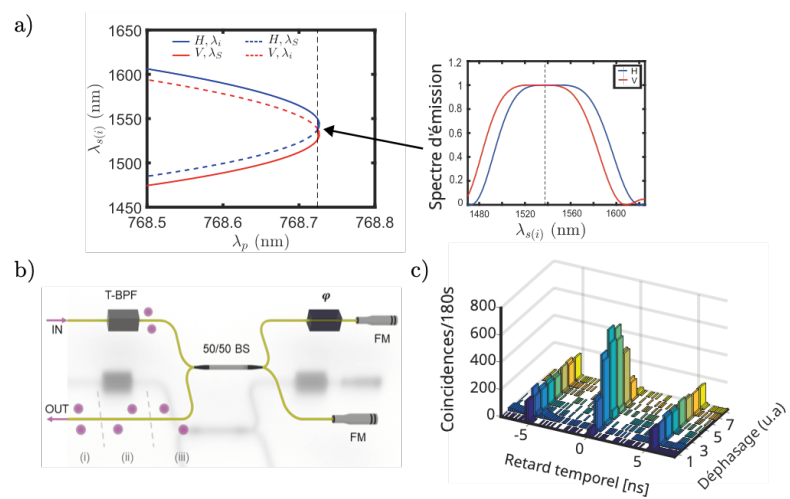 a)
1650
1600
1550
1500
1450
768.5
768.6
768.7
768.8
λs(i) (nm)
λp (nm)
H, λi
H, λS
V, λS
V, λi
Spectre d'émission
1.2
1
0.8
0.6
0.4
0.2
0
1480
1520
1560
1600
λs(i) (nm)
H
V
b)
T-BPF
φ
IN
FM
50/50 BS
OUT
FM
(i)
(ii)
(iii)
c)
Coincidences/180s
800
600
400
200
0
-5
0
5
Retard temporel [ns]
1
3
5
7
Déphasage (u.a)